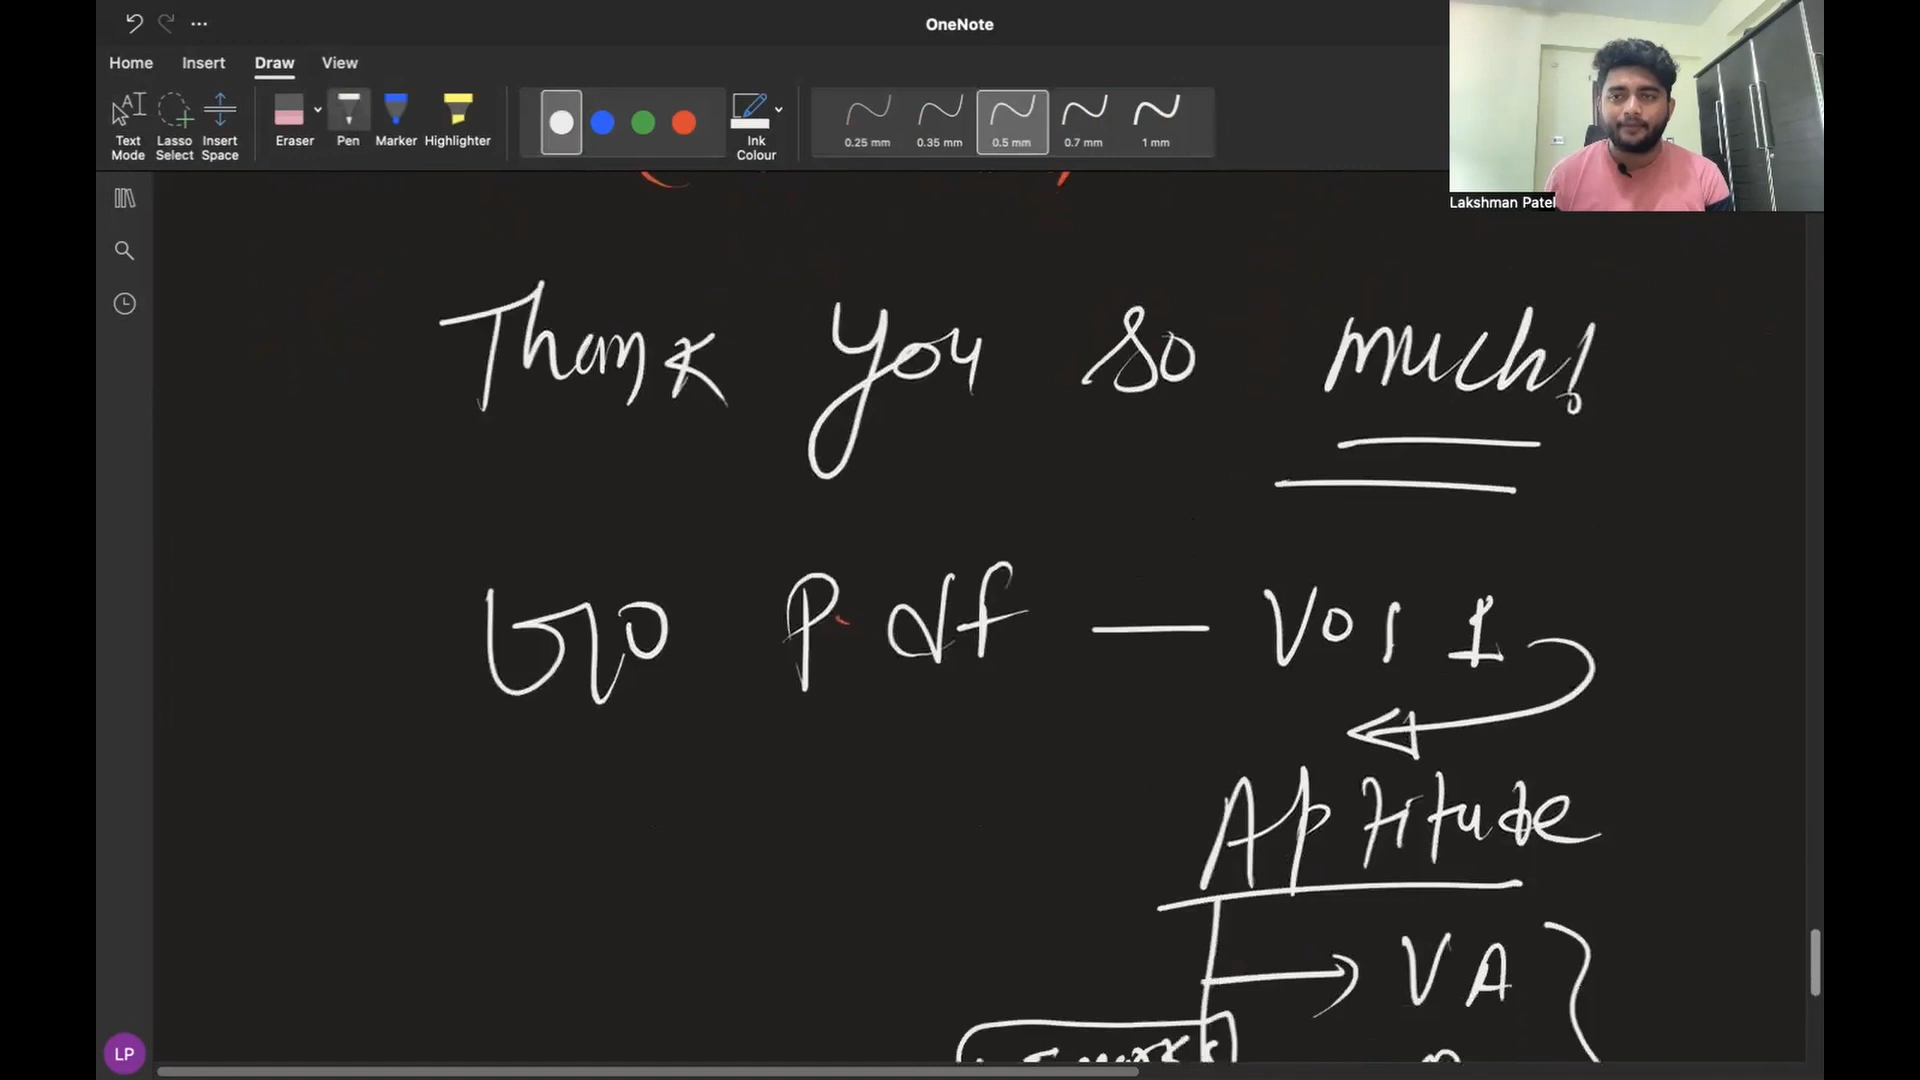 OneNote
Home Insert Draw View
Text Mode Lasso Select Insert Space Eraser Pen Marker Highlighter Ink Colour 0.25 mm 0.35 mm 0.5 mm 0.7 mm 1 mm
Lakshman Patel
Thank you so much!
GO Pdf — Vol 1
Aptitude
VA
LP